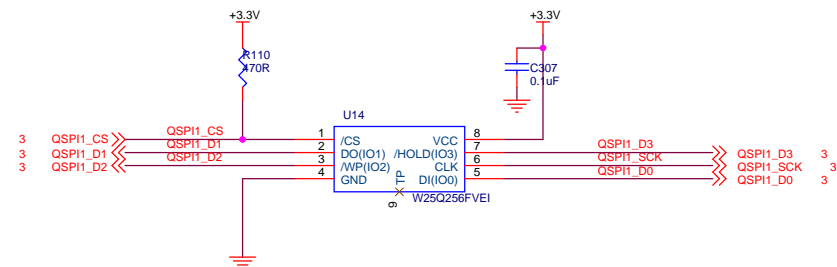 +3.3V
+3.3V
R110
470R
C307
0.1uF
U14
3 QSPI1_CS QSPI1_CS 1 /CS VCC 8
3 QSPI1_D1 QSPI1_D1 2 DO(IO1) /HOLD(IO3) 7 QSPI1_D3 QSPI1_D3 3
3 QSPI1_D2 QSPI1_D2 3 /WP(IO2) CLK 6 QSPI1_SCK QSPI1_SCK 3
4 GND DI(IO0) 5 QSPI1_D0 QSPI1_D0 3
TP
9
W25Q256FVEI